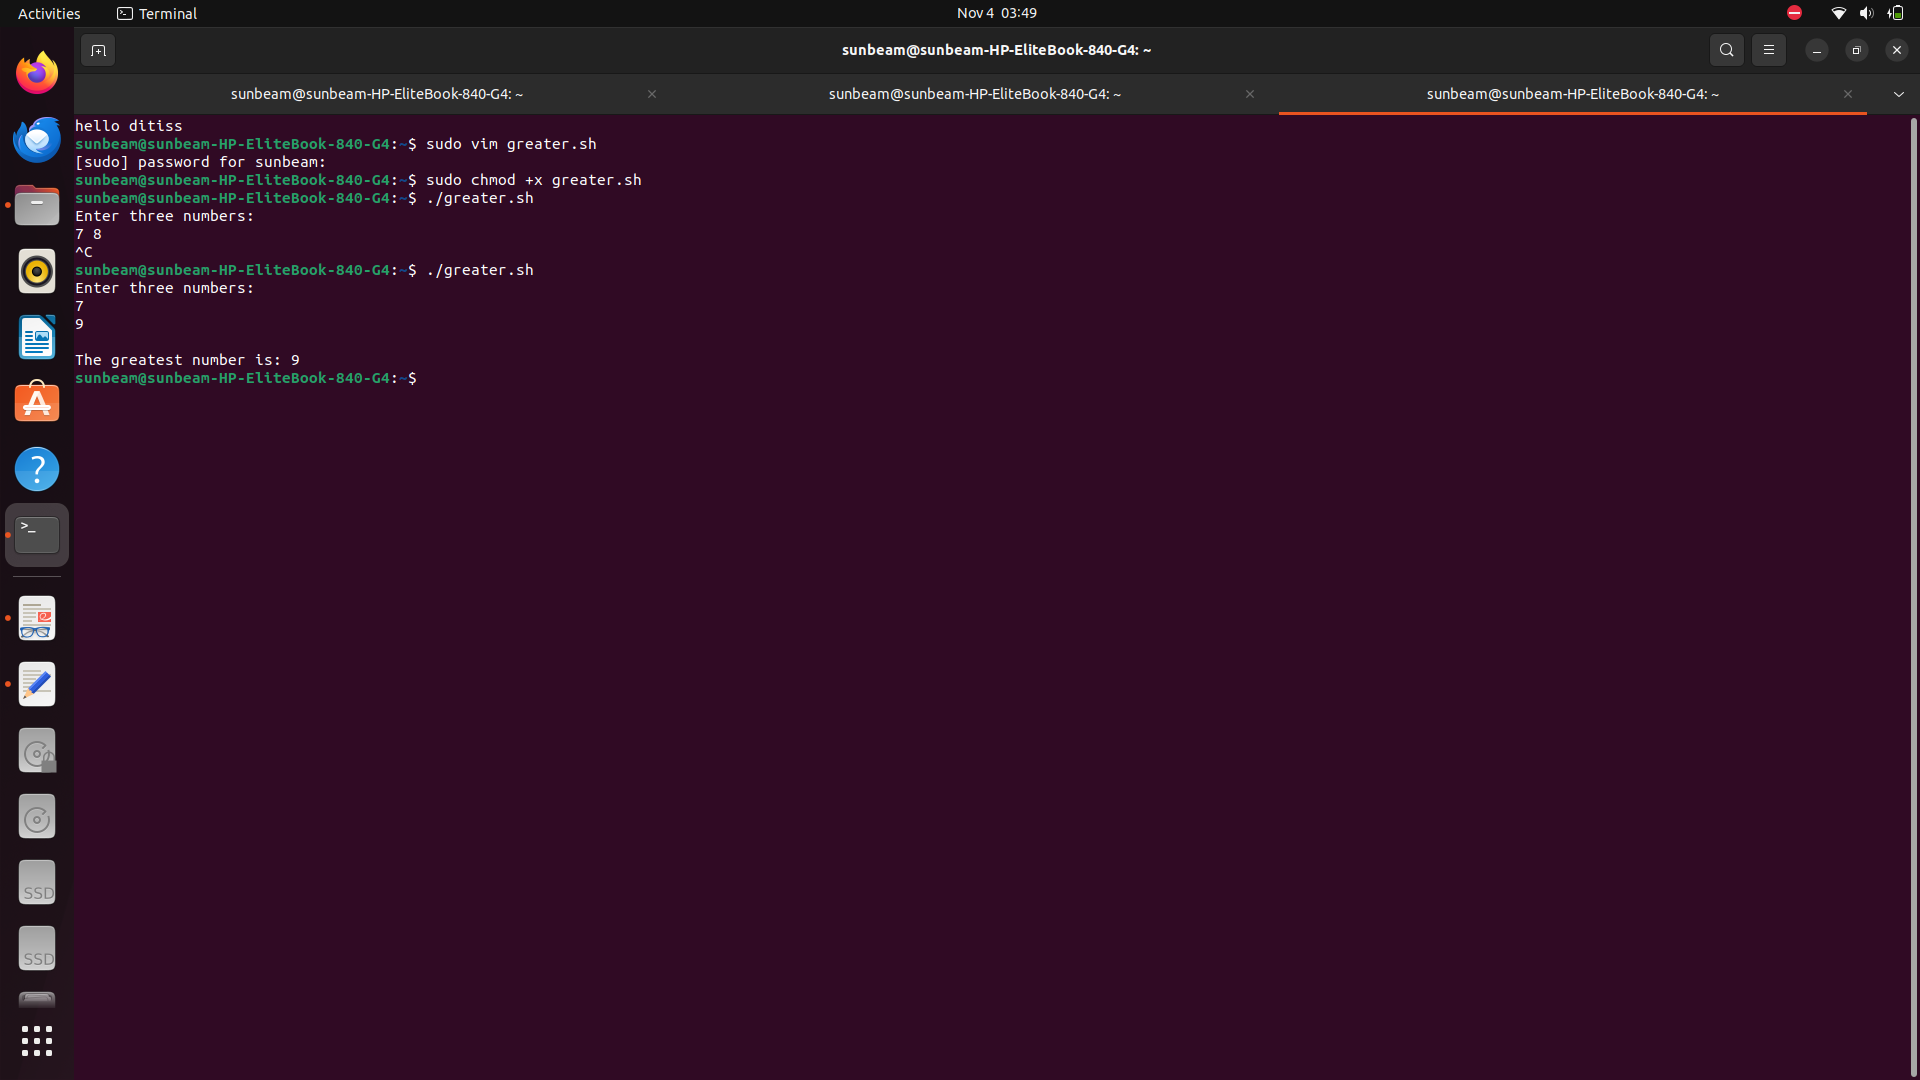 Activities
Terminal
Nov 4 03:49
sunbeam@sunbeam-HP-EliteBook-840-G4: ~
sunbeam@sunbeam-HP-EliteBook-840-G4: ~
sunbeam@sunbeam-HP-EliteBook-840-G4: ~
sunbeam@sunbeam-HP-EliteBook-840-G4: ~
hello ditiss
sunbeam@sunbeam-HP-EliteBook-840-G4:~$ sudo vim greater.sh
[sudo] password for sunbeam:
sunbeam@sunbeam-HP-EliteBook-840-G4:~$ sudo chmod +x greater.sh
sunbeam@sunbeam-HP-EliteBook-840-G4:~$ ./greater.sh
Enter three numbers:
7 8
^C
sunbeam@sunbeam-HP-EliteBook-840-G4:~$ ./greater.sh
Enter three numbers:
7
9
The greatest number is: 9
sunbeam@sunbeam-HP-EliteBook-840-G4:~$
?
>_
SSD
SSD